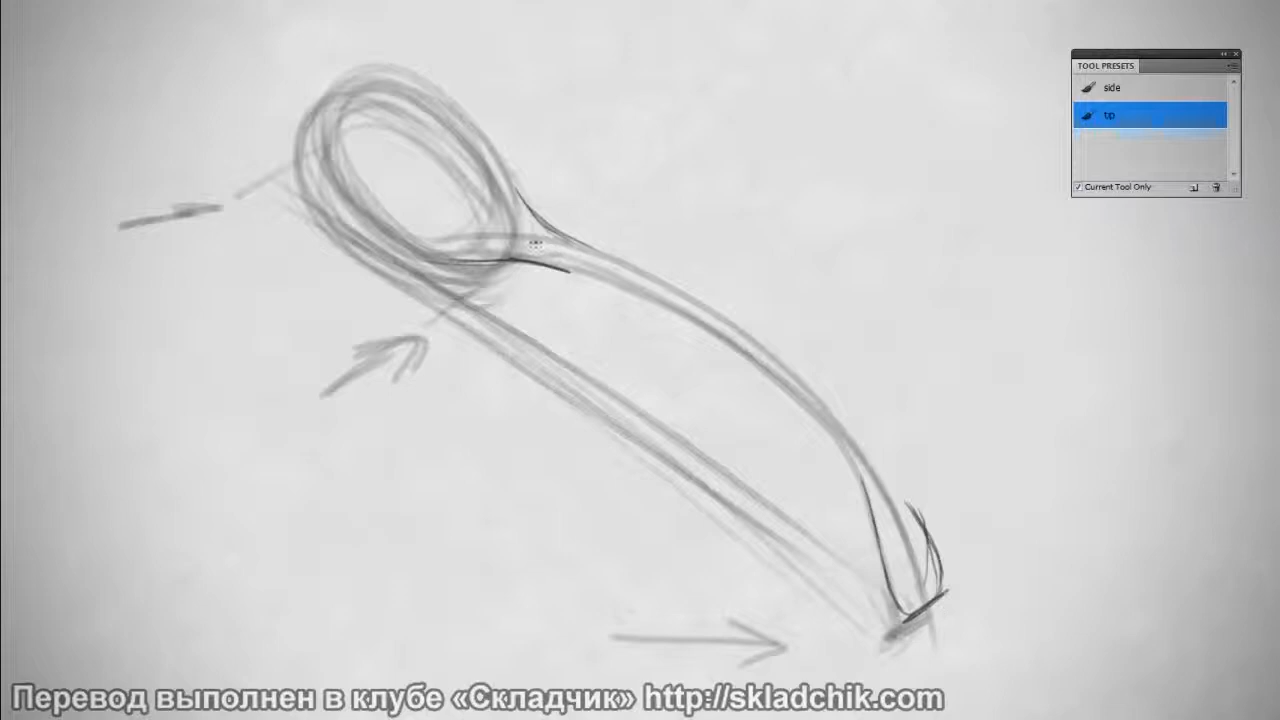 TOOL PRESETS
side
tip
Current Tool Only
Перевод выполнен в клубе «Складчик» http://skladchik.com